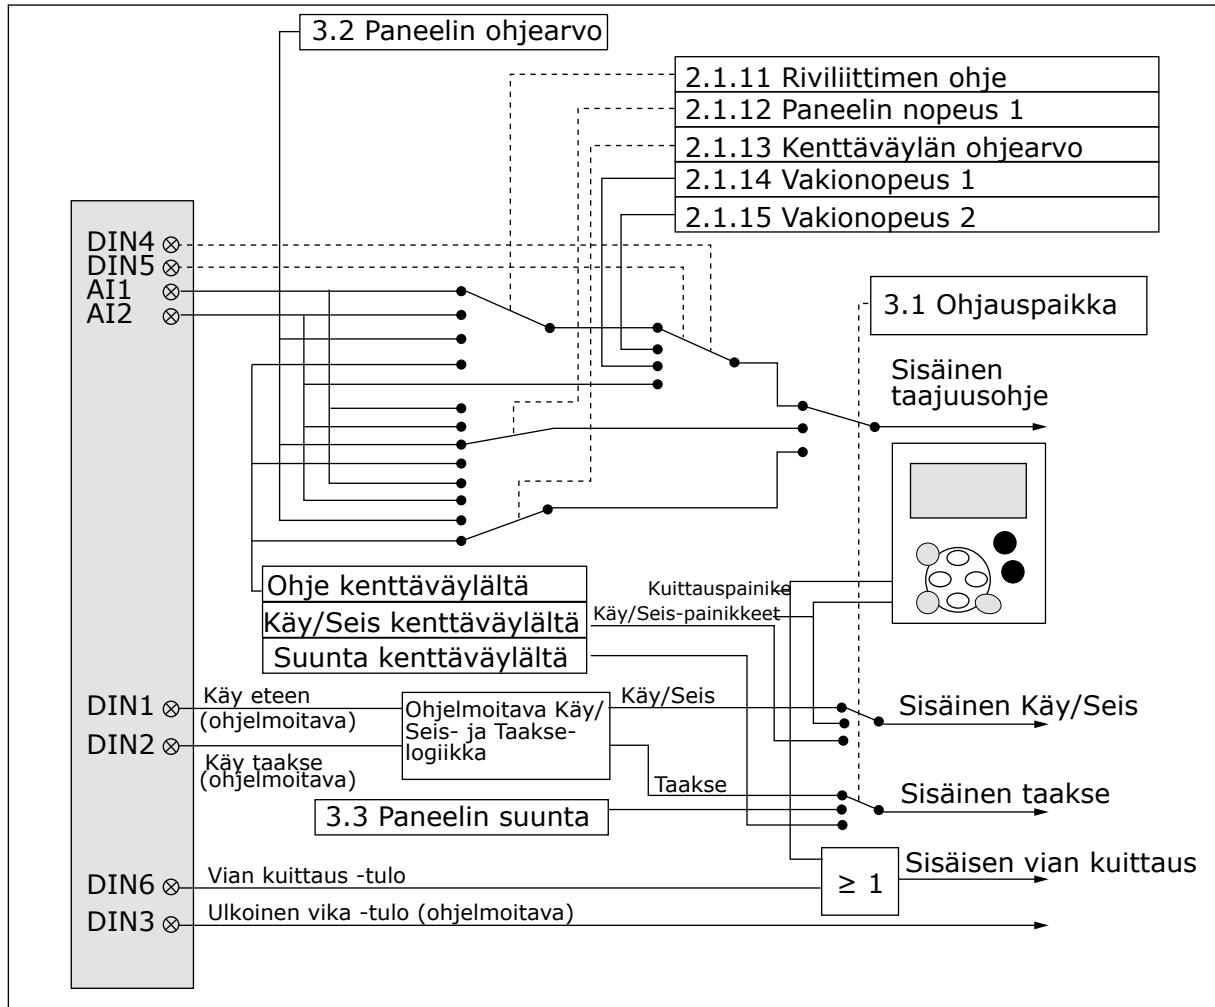 3.2 Paneelin ohjearvo
2.1.11 Riviliittimen ohje
2.1.12 Paneelin nopeus 1
2.1.13 Kenttäväylän ohjearvo
2.1.14 Vakionopeus 1
2.1.15 Vakionopeus 2
DIN4
DIN5
AI1
AI2
3.1 Ohjauspaikka
Sisäinen
taajuusohje
Ohje kenttäväylältä
Käy/Seis kenttäväylältä
Suunta kenttäväylältä
Kuittauspainike
Käy/Seis-painikkeet
DIN1
Käy eteen
(ohjelmoitava)
DIN2
Käy taakse
(ohjelmoitava)
Ohjelmoitava Käy/
Seis- ja Taakse-
logiikka
Käy/Seis
Taakse
Sisäinen Käy/Seis
3.3 Paneelin suunta
Sisäinen taakse
DIN6
Vian kuittaus -tulo
≥ 1
Sisäisen vian kuittaus
DIN3
Ulkoinen vika -tulo (ohjelmoitava)